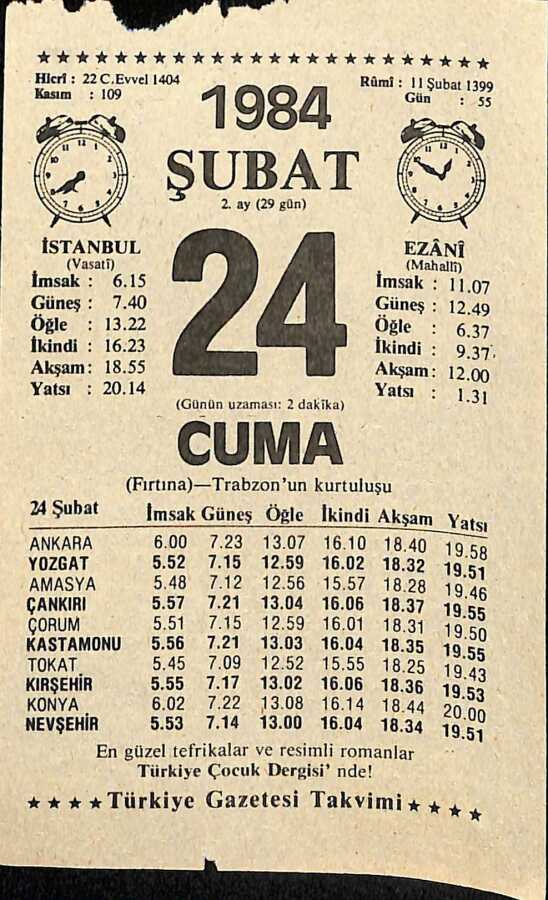 Hicrî : 22 C.Evvel 1404
Kasım : 109
Rûmî : 11 Şubat 1399
Gün : 55
1984
ŞUBAT
2. ay (29 gün)
24
İSTANBUL
(Vasatî)
İmsak : 6.15
Güneş : 7.40
Öğle : 13.22
İkindi : 16.23
Akşam: 18.55
Yatsı : 20.14
EZÂNÎ
(Mahallî)
İmsak : 11.07
Güneş : 12.49
Öğle : 6.37
İkindi : 9.37
Akşam: 12.00
Yatsı : 1.31
(Günün uzaması: 2 dakîka)
CUMA
(Fırtına)—Trabzon'un kurtuluşu
24 Şubat İmsak Güneş Öğle İkindi Akşam Yatsı
ANKARA 6.00 7.23 13.07 16.10 18.40 19.58
YOZGAT 5.52 7.15 12.59 16.02 18.32 19.51
AMASYA 5.48 7.12 12.56 15.57 18.28 19.46
ÇANKIRI 5.57 7.21 13.04 16.06 18.37 19.55
ÇORUM 5.51 7.15 12.59 16.01 18.31 19.50
KASTAMONU 5.56 7.21 13.03 16.04 18.35 19.55
TOKAT 5.45 7.09 12.52 15.55 18.25 19.43
KIRŞEHİR 5.55 7.17 13.02 16.06 18.36 19.53
KONYA 6.02 7.22 13.08 16.14 18.44 20.00
NEVŞEHİR 5.53 7.14 13.00 16.04 18.34 19.51
En güzel tefrikalar ve resimli romanlar
Türkiye Çocuk Dergisi' nde!
★ ★ ★ ★ Türkiye Gazetesi Takvimi ★ ★ ★ ★